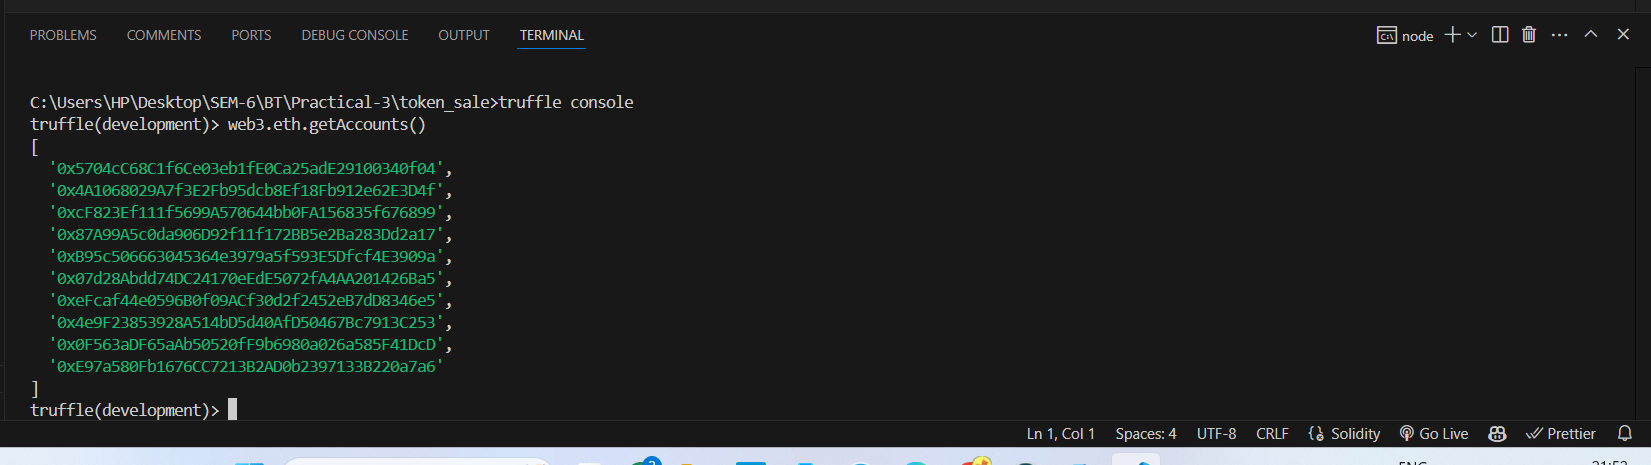 PROBLEMS COMMENTS PORTS DEBUG CONSOLE OUTPUT TERMINAL node
C:\Users\HP\Desktop\SEM-6\BT\Practical-3\token_sale>truffle console
truffle(development)> web3.eth.getAccounts()
[
'0x5704cC68C1f6Ce03eb1fE0Ca25adE29100340f04',
'0x4A1068029A7f3E2Fb95dcb8Ef18Fb912e62E3D4f',
'0xcF823Ef111f5699A570644bb0FA156835f676899',
'0x87A99A5c0da906D92f11f172BB5e2Ba283Dd2a17',
'0xB95c506663045364e3979a5f593E5Dfcf4E3909a',
'0x07d28Abdd74DC24170eEdE5072fA4AA201426Ba5',
'0xeFcaf44e0596B0f09ACf30d2f2452eB7dD8346e5',
'0x4e9F23853928A514bD5d40AfD50467Bc7913C253',
'0x0F563aDF65aAb50520fF9b6980a026a585F41DcD',
'0xE97a580Fb1676CC7213B2AD0b2397133B220a7a6'
]
truffle(development)>
Ln 1, Col 1 Spaces: 4 UTF-8 CRLF Solidity Go Live Prettier